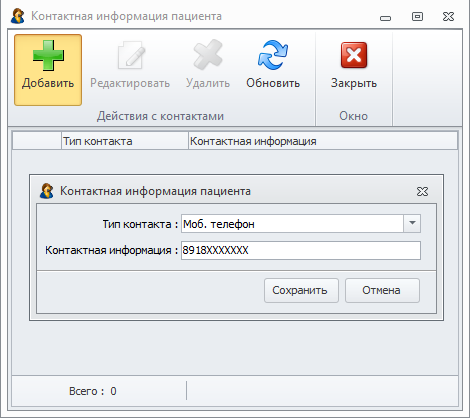 Контактная информация пациента
Добавить Редактировать Удалить Обновить Закрыть
Действия с контактами Окно
Тип контакта Контактная информация
Контактная информация пациента
Тип контакта : Моб. телефон
Контактная информация : 8918XXXXXXX
Сохранить Отмена
Всего : 0